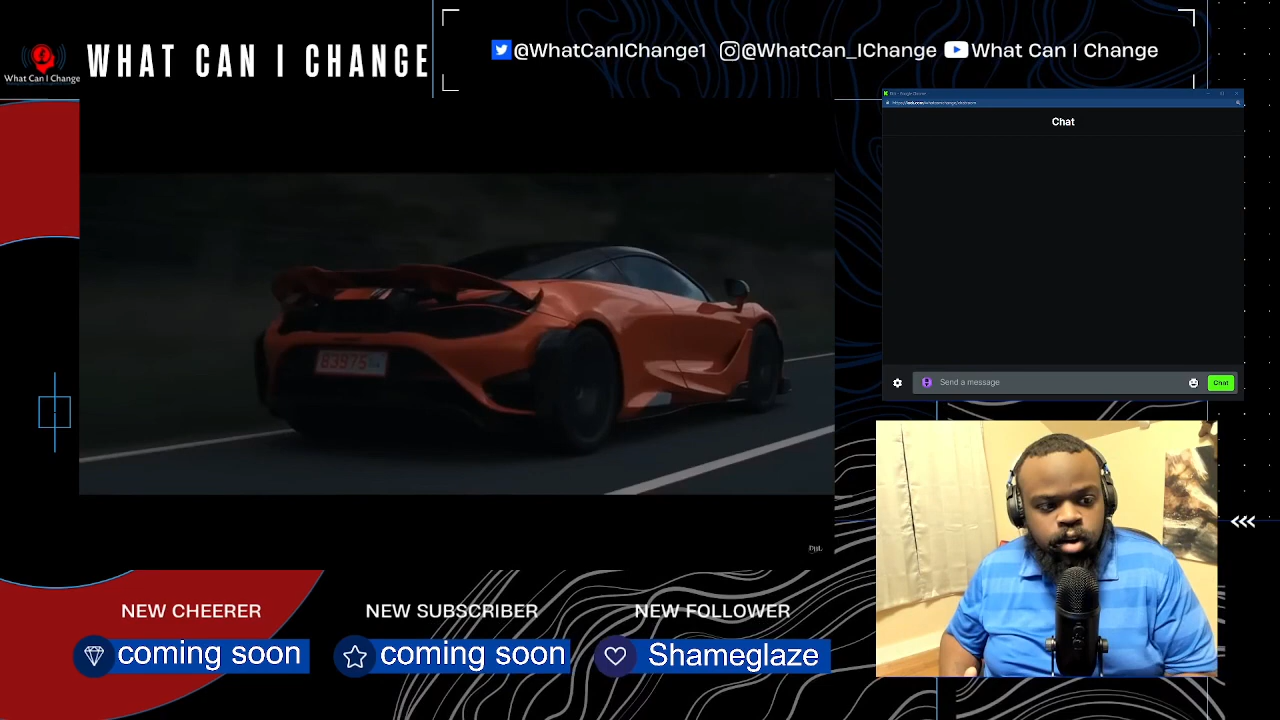 What Can I Change
WHAT CAN I CHANGE
@WhatCanIChange1
@WhatCan_IChange
What Can I Change
Chat
Send a message
Chat
83975
NEW CHEERER
coming soon
NEW SUBSCRIBER
coming soon
NEW FOLLOWER
Shameglaze